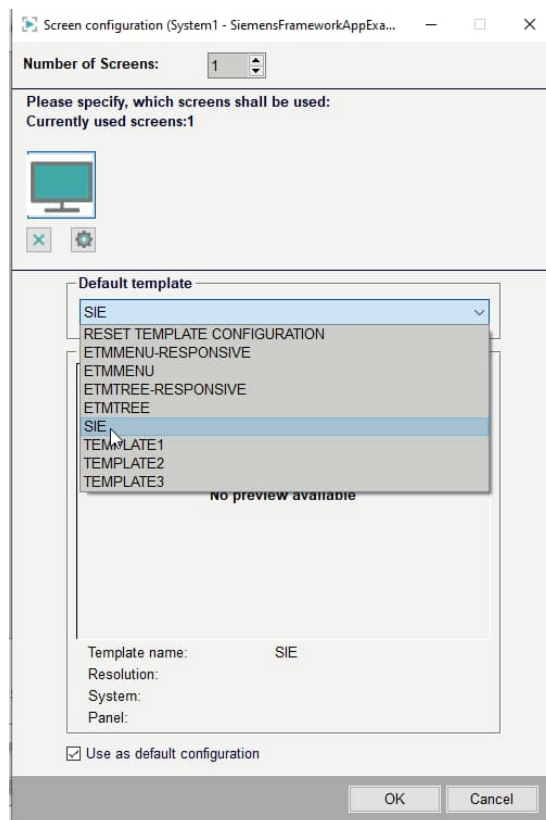 Screen configuration (System1 - SiemensFrameworkAppExa...
Number of Screens: 1
Please specify, which screens shall be used:
Currently used screens:1
Default template
SIE
RESET TEMPLATE CONFIGURATION
ETMMENU-RESPONSIVE
ETMMENU
ETMTREE-RESPONSIVE
ETMTREE
SIE
TEMPLATE1
TEMPLATE2
TEMPLATE3
No preview available
Template name: SIE
Resolution:
System:
Panel:
Use as default configuration
OK Cancel